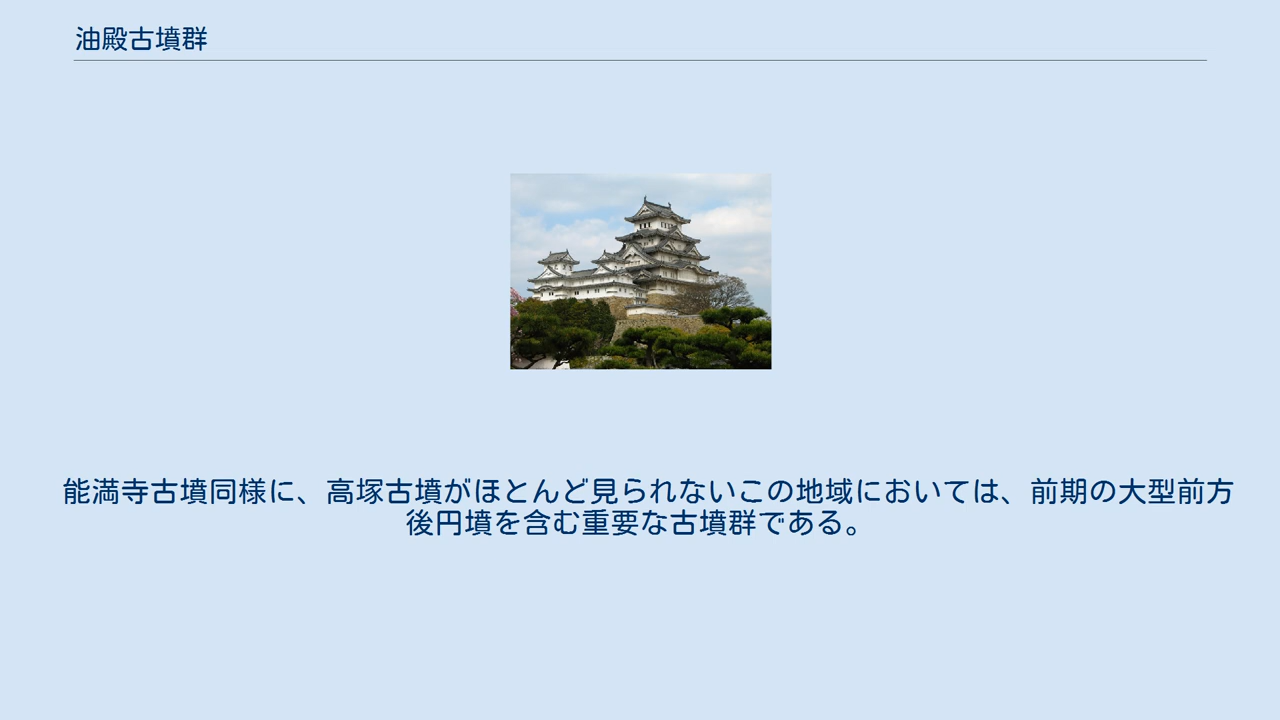 油殿古墳群
能満寺古墳同様に、高塚古墳がほとんど見られないこの地域においては、前期の大型前方
後円墳を含む重要な古墳群である。